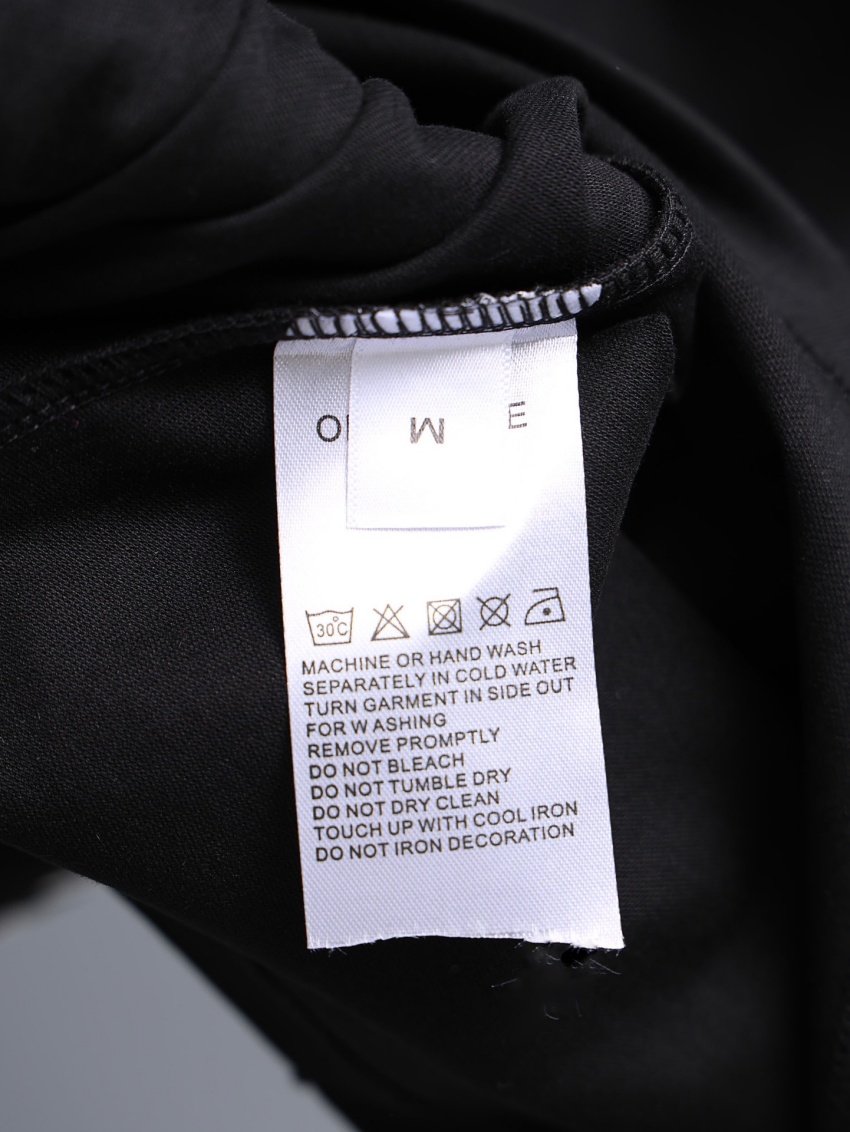 M
30°C
MACHINE OR HAND WASH
SEPARATELY IN COLD WATER
TURN GARMENT IN SIDE OUT
FOR W ASHING
REMOVE PROMPTLY
DO NOT BLEACH
DO NOT TUMBLE DRY
DO NOT DRY CLEAN
TOUCH UP WITH COOL IRON
DO NOT IRON DECORATION